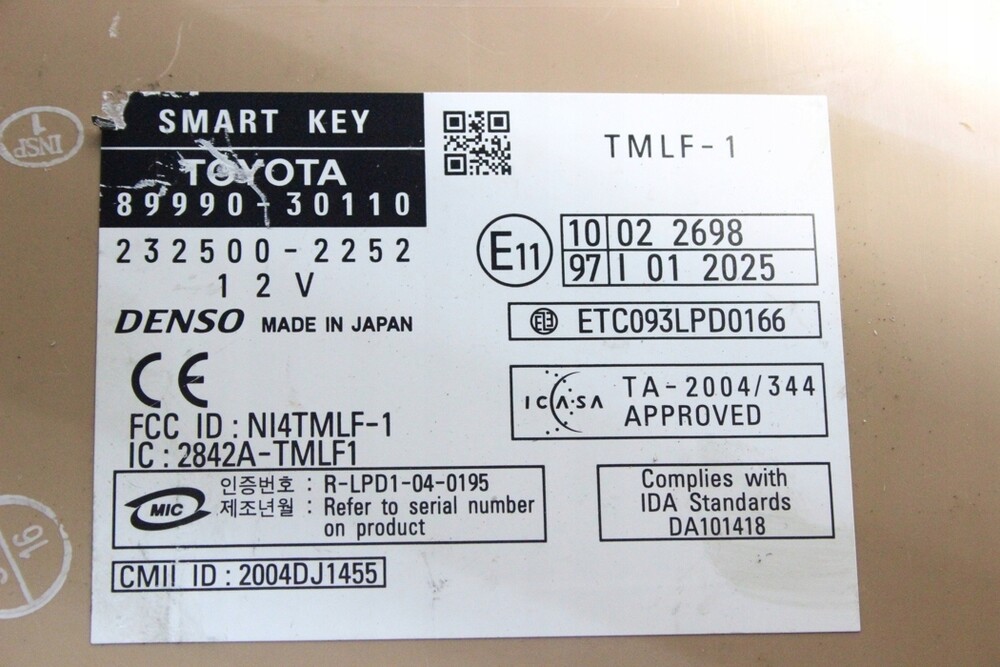 SMART KEY
TOYOTA
89990-30110
232500-2252
12V
DENSO MADE IN JAPAN
CE
FCC ID : NI4TMLF-1
IC : 2842A-TMLF1
MIC
인증번호 : R-LPD1-04-0195
제조년월 : Refer to serial number
on product
CMII ID : 2004DJ1455
TMLF-1
E11
10 02 2698
97 I 01 2025
ETC093LPD0166
ICASA
TA-2004/344
APPROVED
Complies with
IDA Standards
DA101418
INSP
1
16